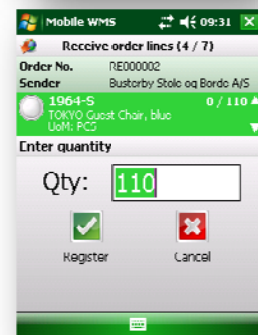 Mobile WMS 09:31
Receive order lines (4 / 7)
Order No. RE000002
Sender Busterby Stole og Borde A/S
1964-S 0 / 110
TOKYO Guest Chair, blue
UoM: PCS
Enter quantity
Qty: 110
Register Cancel